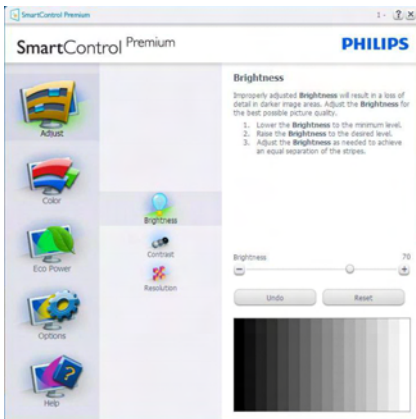 SmartControl Premium
1 -
?
×
SmartControl Premium
PHILIPS
Adjust
Color
Eco Power
Options
Help
Brightness
Contrast
Resolution
Brightness
Improperly adjusted Brightness will result in a loss of
detail in darker image areas. Adjust the Brightness for
the best possible picture quality.
1. Lower the Brightness to the minimum level.
2. Raise the Brightness to the desired level.
3. Adjust the Brightness as needed to achieve
an equal separation of the stripes.
Brightness 70
Undo Reset